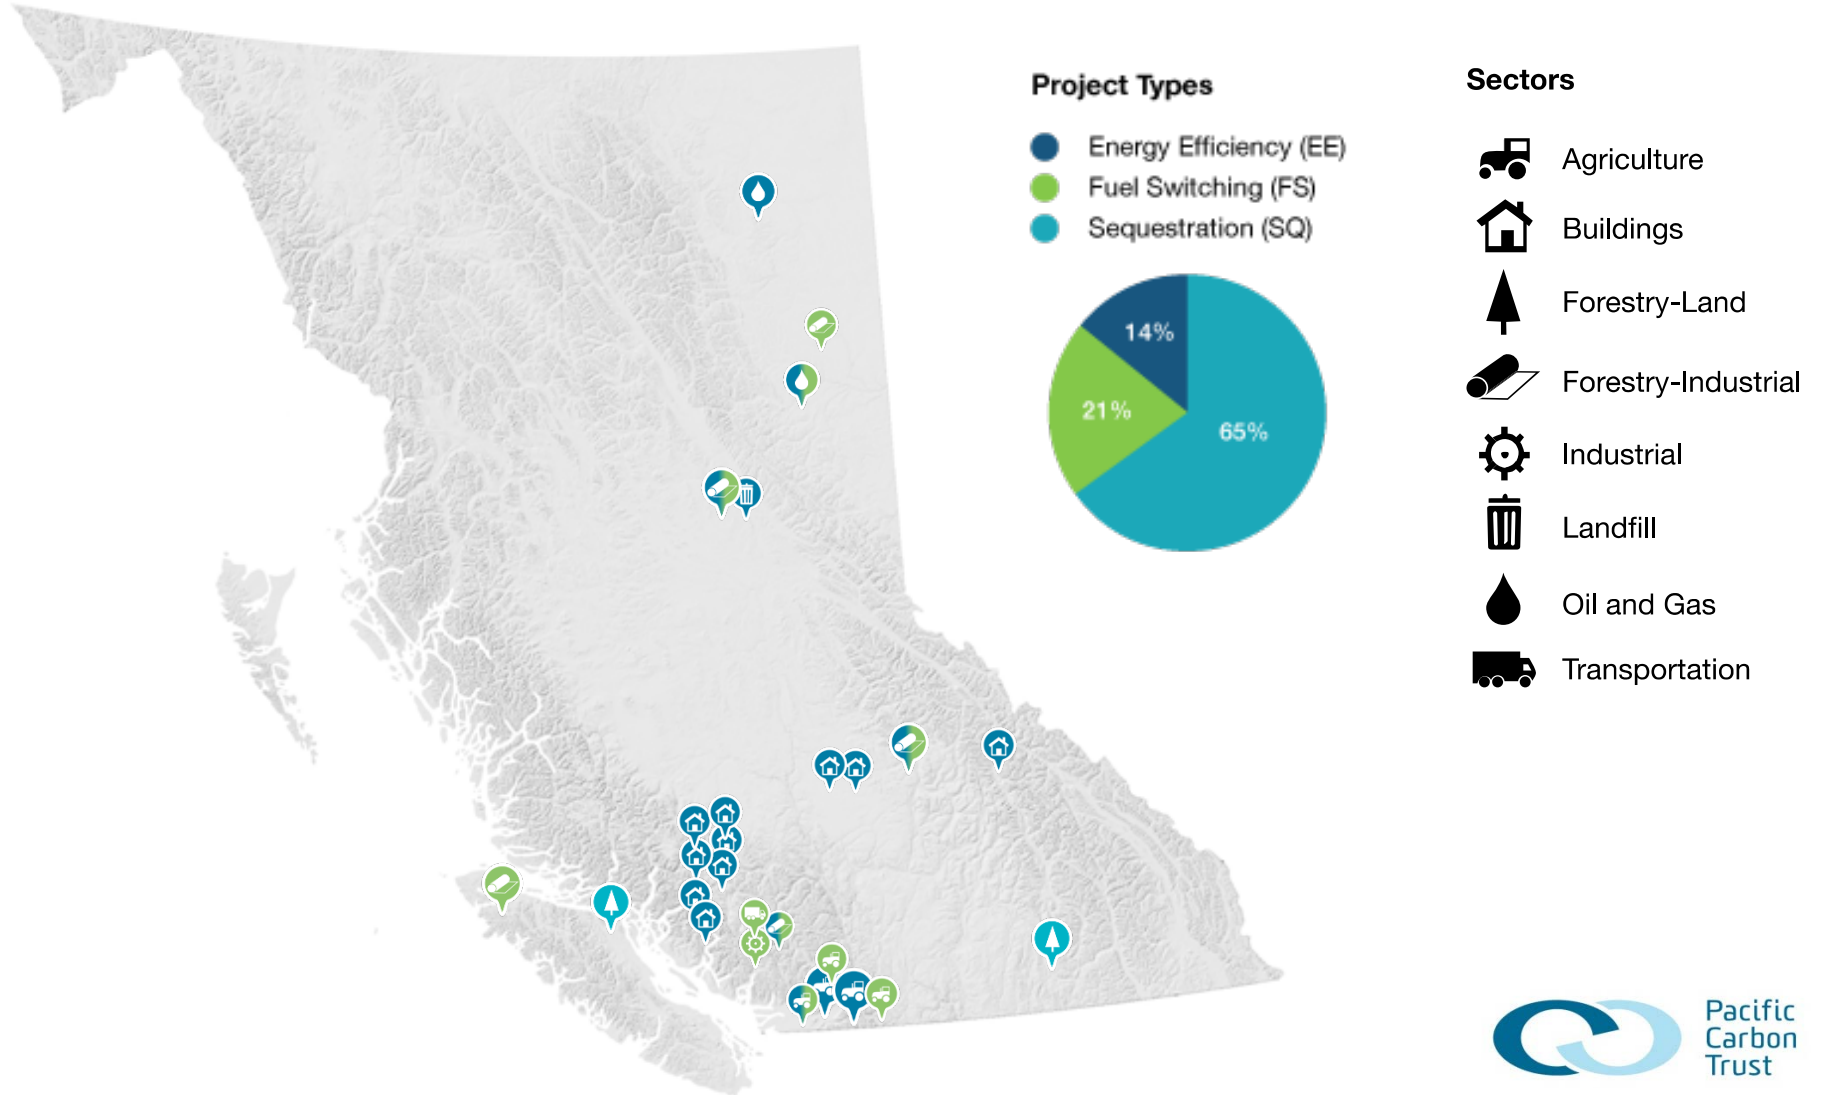 Project Types
Energy Efficiency (EE)
Fuel Switching (FS)
Sequestration (SQ)
14%
21%
65%
Sectors
Agriculture
Buildings
Forestry-Land
Forestry-Industrial
Industrial
Landfill
Oil and Gas
Transportation
Pacific
Carbon
Trust